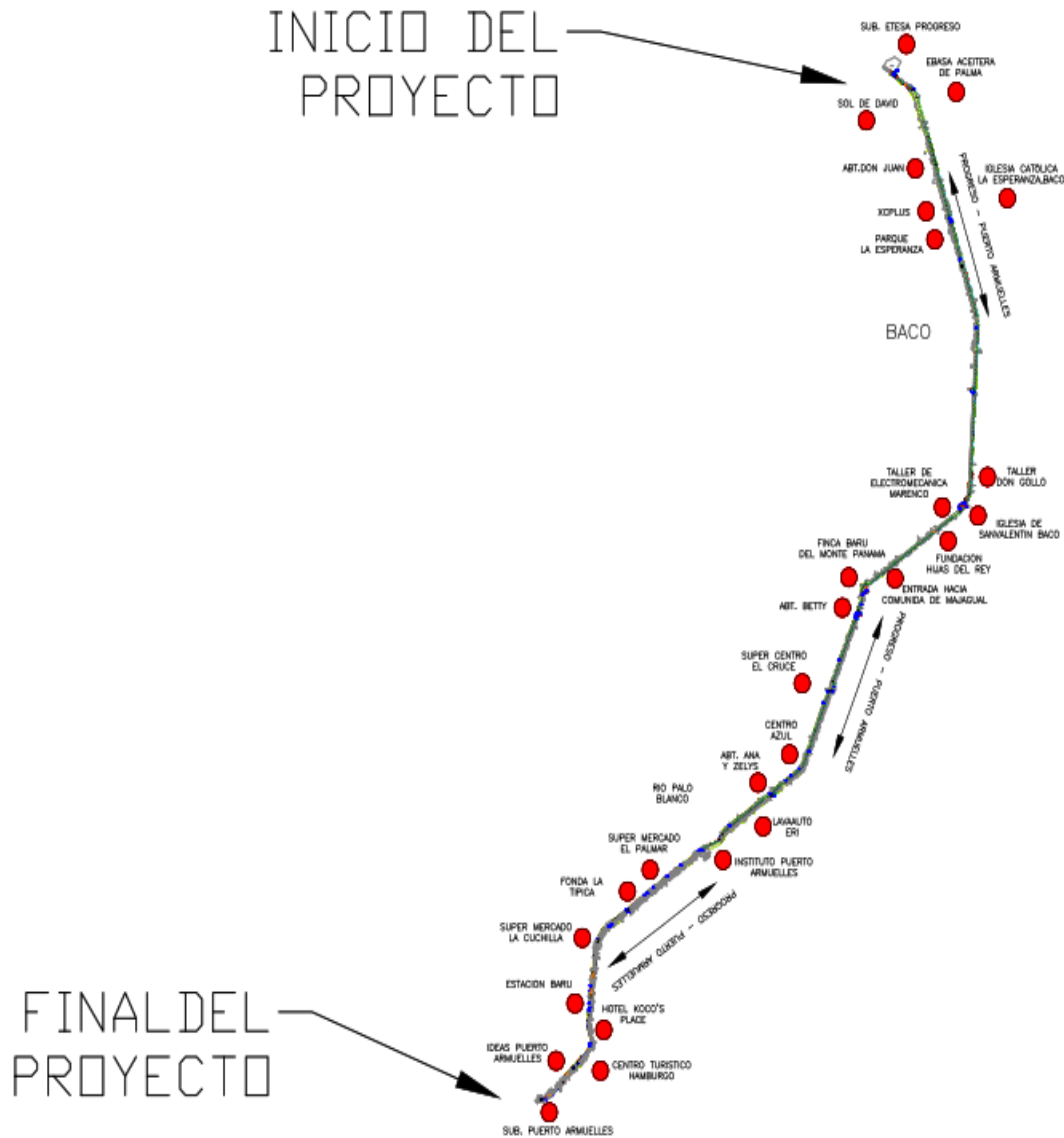 INICIO DEL
PROYECTO
SUB. ETESA PROGRESO
EBASA ACEITERA
DE PALMA
SOL DE DAVID
ABT.DON JUAN
IGLESIA CATÓLICA
LA ESPERANZA,BACO
XOPLUS
PARQUE
LA ESPERANZA
PROGRESO - PUERTO ARMUELLES
BACO
TALLER DE
ELECTROMECANICA
MARENCO
TALLER
DON GOLLO
IGLESIA DE
SANVALENTIN BACO
FINCA BARU
DEL MONTE PANAMA
FUNDACION
HIJAS DEL REY
ENTRADA HACIA
COMUNIDA DE MAJAGUAL
ABT. BETTY
PROGRESO - PUERTO ARMUELLES
SUPER CENTRO
EL CRUCE
CENTRO
AZUL
ABT. ANA
Y ZELYS
RIO PALO
BLANCO
LAVAAUTO
ERI
SUPER MERCADO
EL PALMAR
INSTITUTO PUERTO
ARMUELLES
FONDA LA
TIPICA
PROGRESO - PUERTO ARMUELLES
SUPER MERCADO
LA CUCHILLA
ESTACION BARU
HOTEL KOCO'S
PLACE
FINALDEL
PROYECTO
IDEAS PUERTO
ARMUELLES
CENTRO TURISTICO
HAMBURGO
SUB. PUERTO ARMUELLES